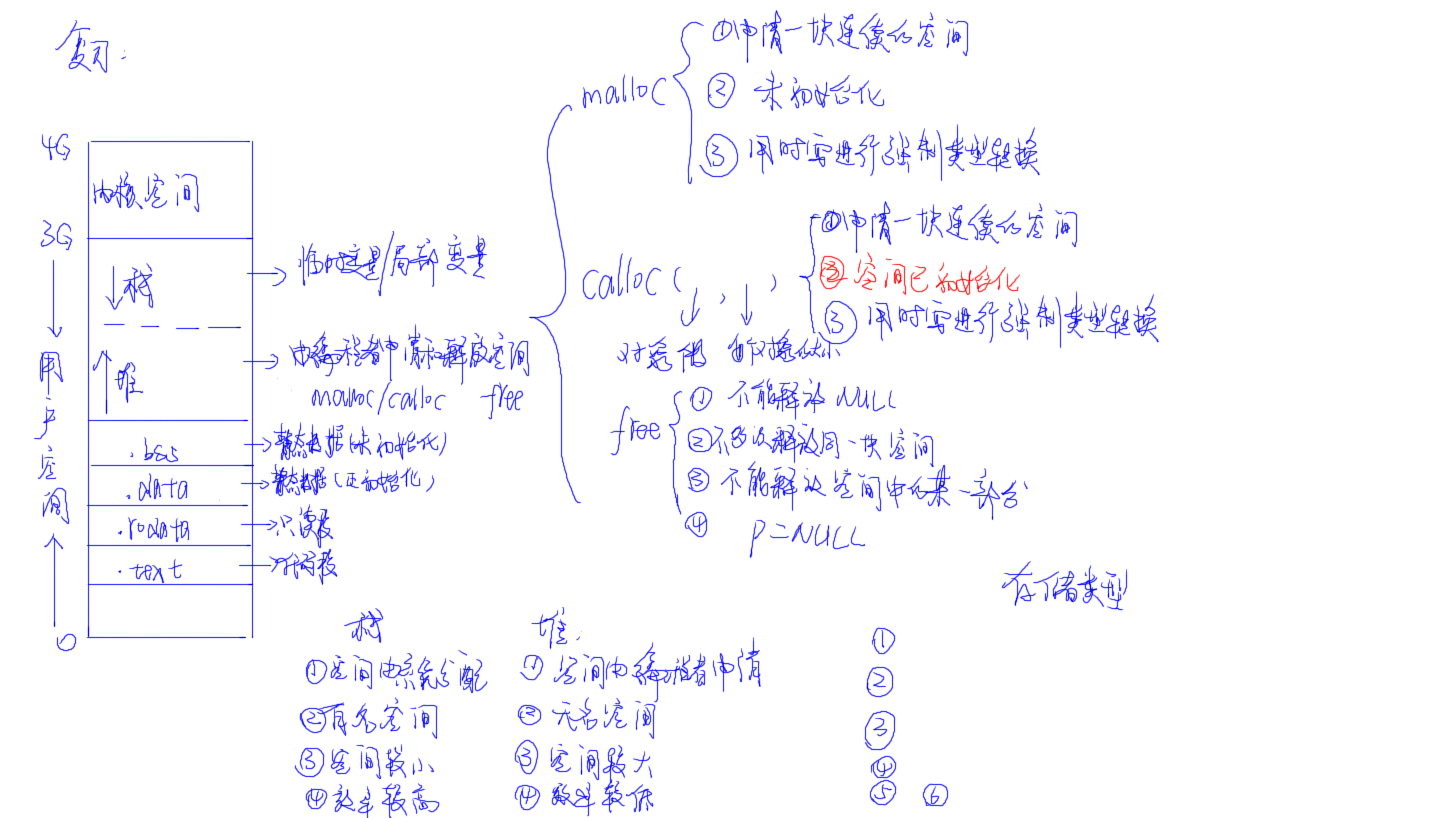 复习:
malloc
①申请一块连续的空间
② 未初始化
③ 用时需进行强制类型转换
calloc( , )
①申请一块连续的空间
②空间已初始化
③ 用时需进行强制类型转换
free
① 不能释放NULL
②不多次释放同一块空间
③ 不能释放空间中的某一部分
④ P=NULL
4G
内核空间
3G
用户空间
0
栈
临时变量/局部变量
堆
由编程者申请和释放空间
malloc/calloc free
.bss
静态数据(未初始化)
.data
静态数据(已初始化)
.rodata
只读段
.text
代码段
栈
①空间由系统分配
②有名空间
③空间较小
④效率较高
堆.
① 空间由编程者申请
② 无名空间
③ 空间较大
④ 效率较低
存储类型
①
②
③
④
⑤ ⑥